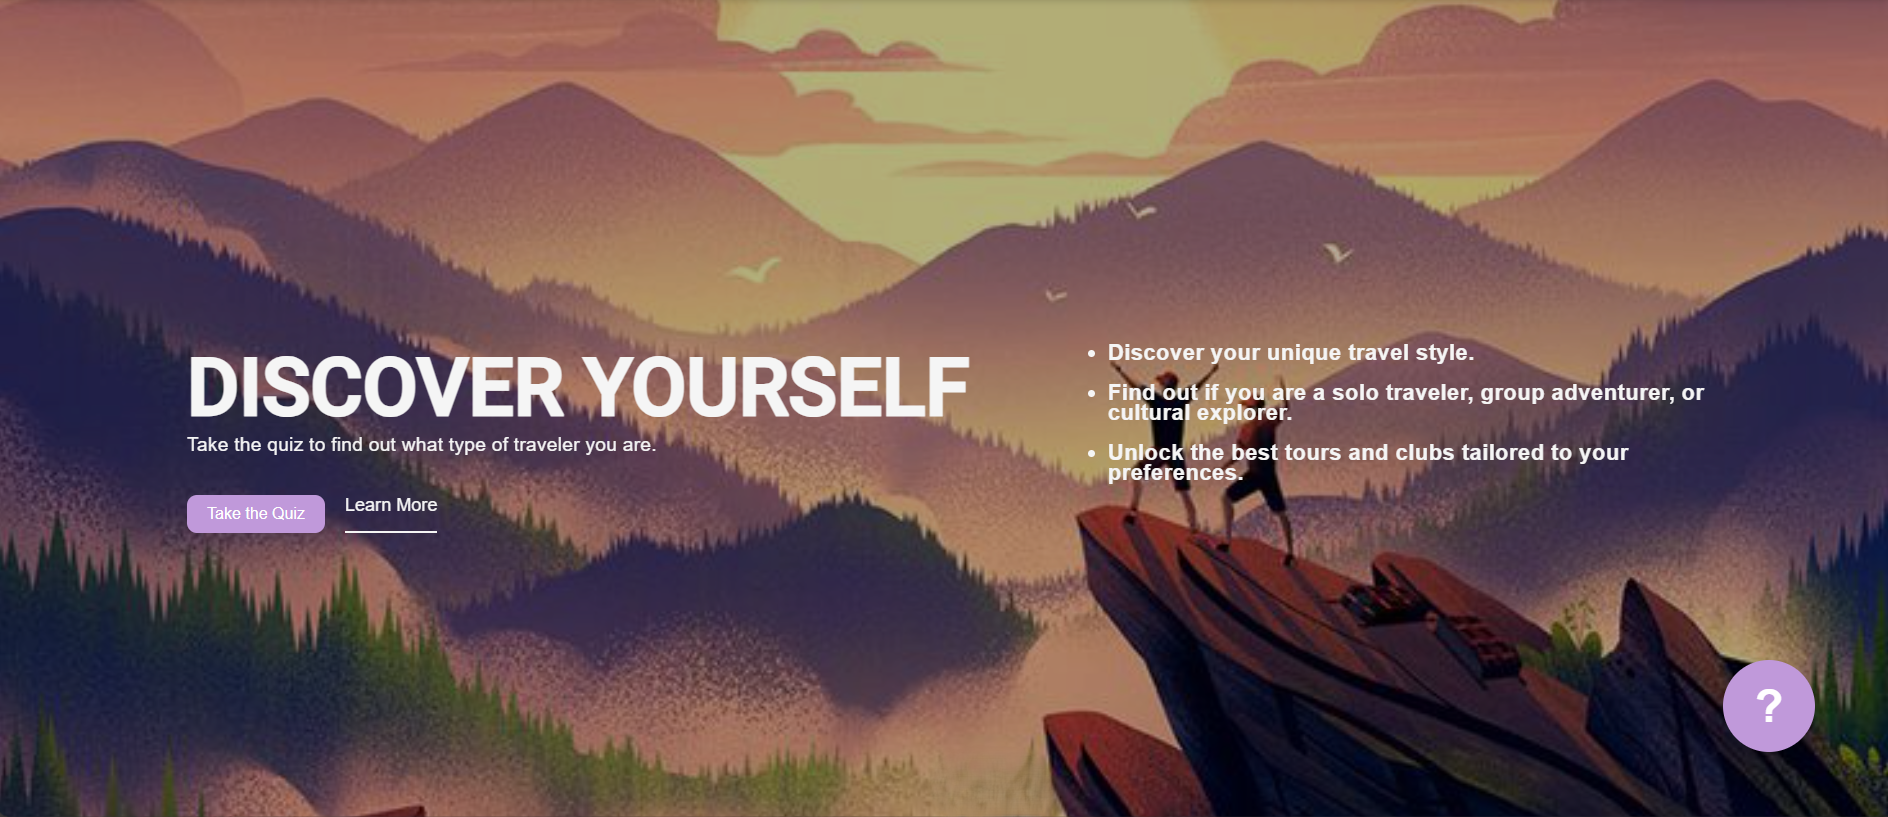 DISCOVER YOURSELF
Take the quiz to find out what type of traveler you are.
Take the Quiz
Learn More
• Discover your unique travel style.
• Find out if you are a solo traveler, group adventurer, or
cultural explorer.
• Unlock the best tours and clubs tailored to your
preferences.
?